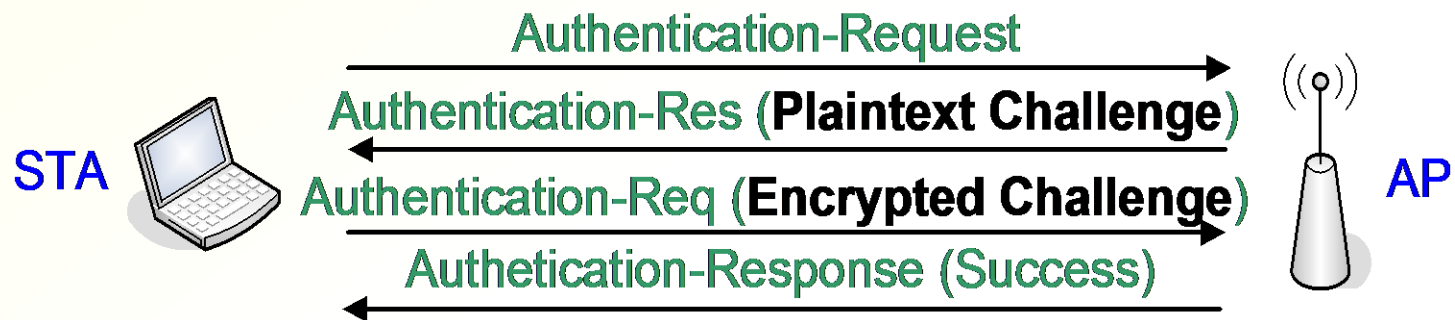 Authentication-Request
Authentication-Res (Plaintext Challenge)
STA
Authentication-Req (Encrypted Challenge)
AP
Authetication-Response (Success)